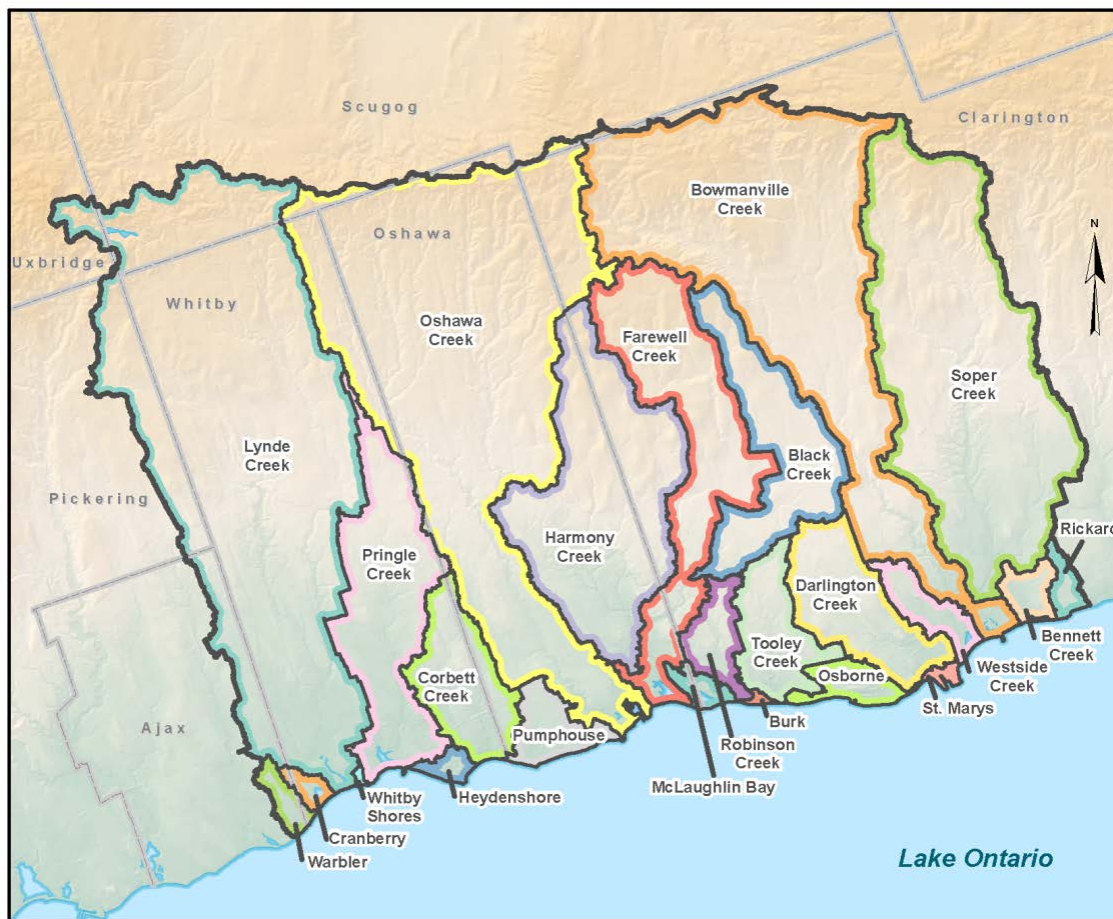 Scugog
Clarington
Bowmanville
Creek
N
Oshawa
Uxbridge
Whitby
Oshawa
Creek
Farewell
Creek
Soper
Creek
Lynde
Creek
Black
Creek
Pickering
Rickard
Harmony
Creek
Pringle
Creek
Darlington
Creek
Bennett
Creek
Tooley
Creek
Westside
Creek
Corbett
Creek
Osborne
St. Marys
Ajax
Pumphouse
Burk
Robinson
Creek
McLaughlin Bay
Whitby
Shores
Heydenshore
Cranberry
Warbler
Lake Ontario